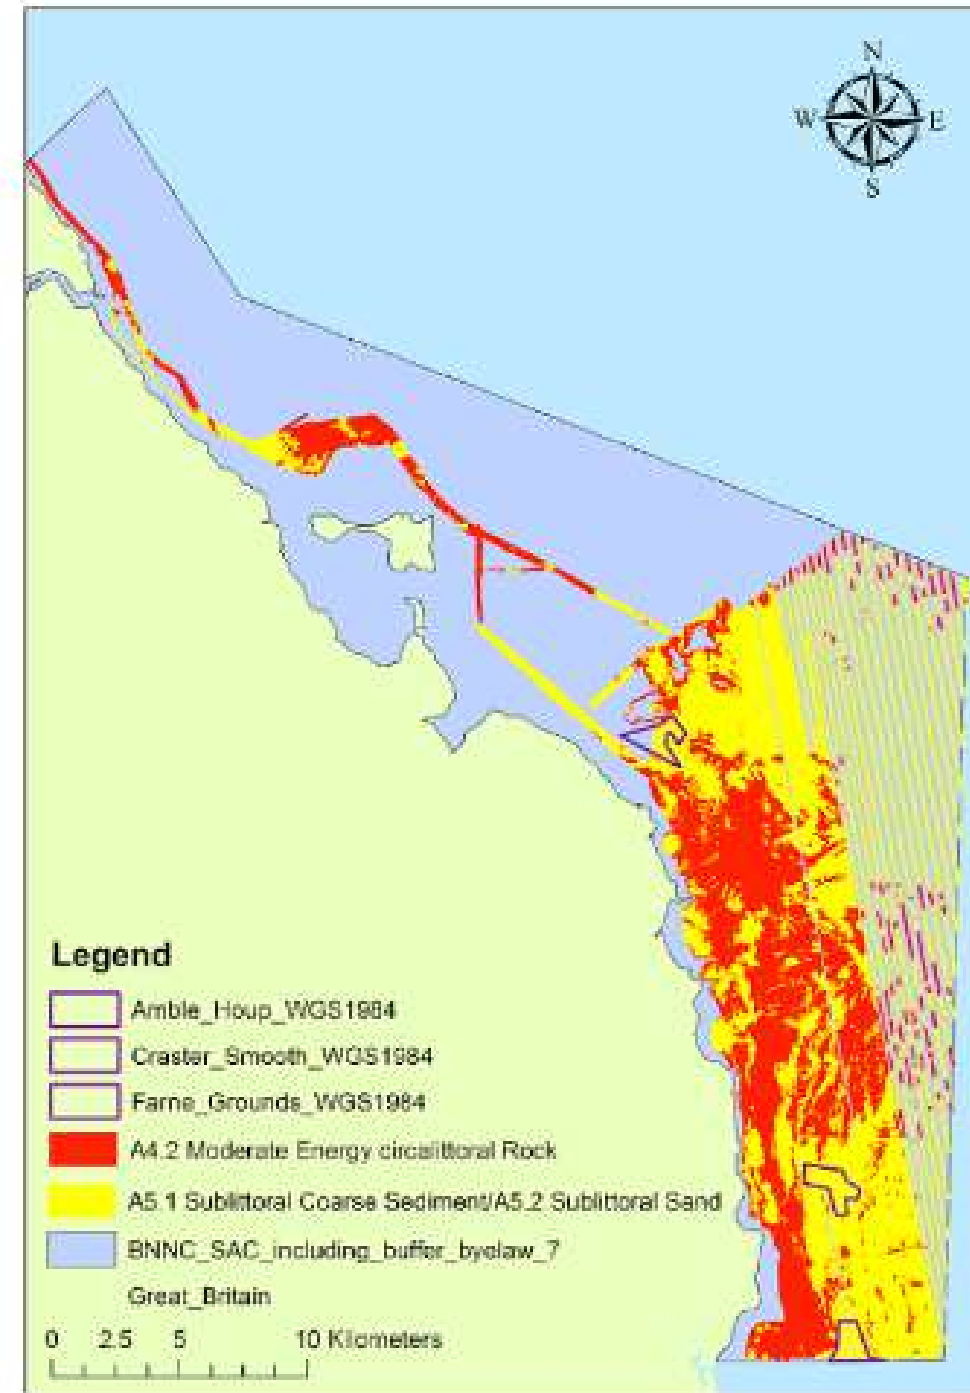 N
W E
S
Legend
Amble_Houp_WGS1984
Craster_Smooth_WGS1984
Farne_Grounds_WGS1984
A4.2 Moderate Energy circalittoral Rock
A5.1 Sublittoral Coarse Sediment/A5.2 Sublittoral Sand
BNNC_SAC_including_buffer_byelaw_7
Great_Britain
0 2.5 5 10 Kilometers